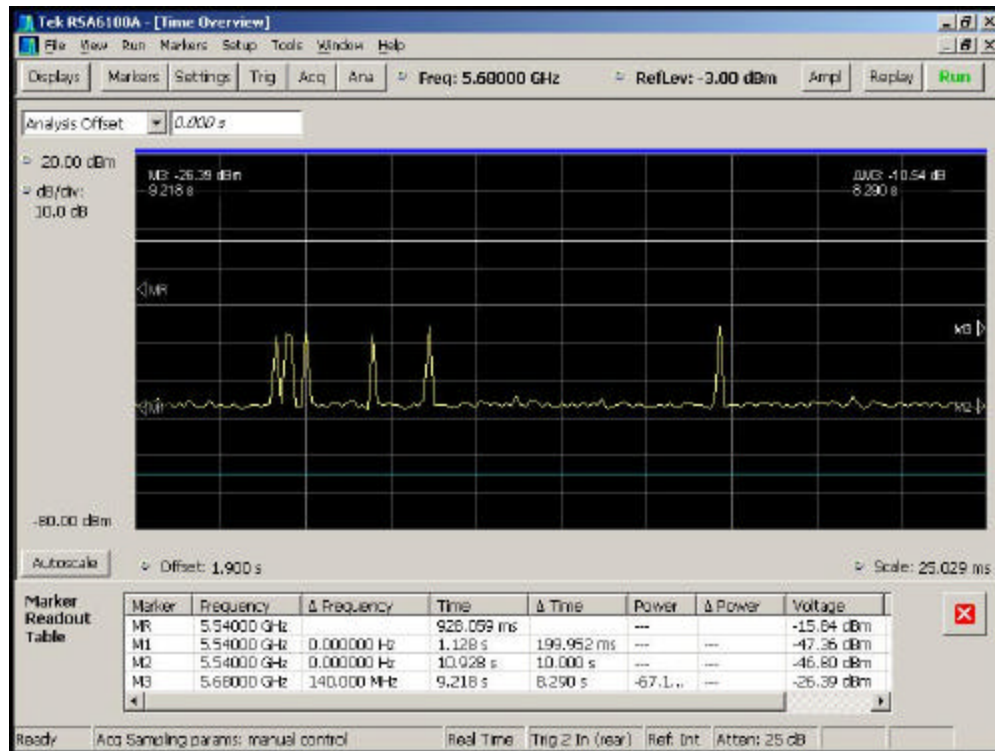 Tek RSA6100A - [Time Overview]
File View Run Markers Setup Tools Window Help
Displays Markers Settings Trig Acq Ana Freq: 5.68000 GHz RefLev: -3.00 dBm Ampl Replay Run
Analysis Offset 0.000 s
20.00 dBm
dB/div:
10.0 dB
M3: -26.39 dBm
9.218 s
ΔM3: -10.54 dB
8.290 s
MR
M3
M1
M2
-80.00 dBm
Autoscale Offset: 1.900 s Scale: 25.029 ms
Marker Readout Table
Marker Frequency Δ Frequency Time Δ Time Power Δ Power Voltage
MR 5.54000 GHz 928.059 ms --- -15.84 dBm
M1 5.54000 GHz 0.000000 Hz 1.128 s 199.952 ms --- --- -47.36 dBm
M2 5.54000 GHz 0.000000 Hz 10.928 s 10.000 s --- --- -46.80 dBm
M3 5.68000 GHz 140.000 MHz 9.218 s 8.290 s -67.1... --- -26.39 dBm
Ready Acq Sampling params: manual control Real Time Trig 2 In (rear) Ref: Int Atten: 25 dB